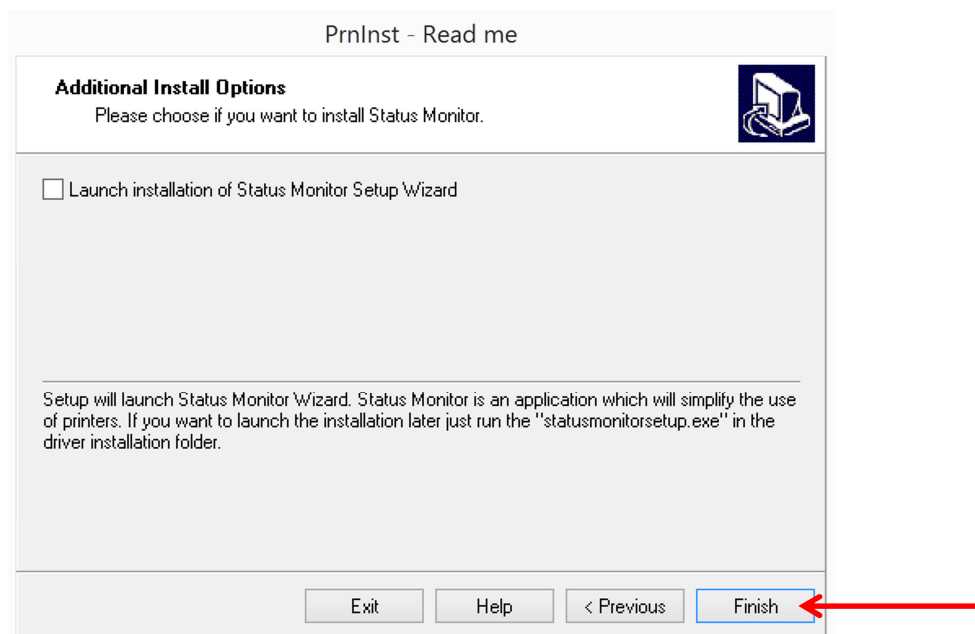 PrnInst - Read me
Additional Install Options
Please choose if you want to install Status Monitor.
Launch installation of Status Monitor Setup Wizard
Setup will launch Status Monitor Wizard. Status Monitor is an application which will simplify the use
of printers. If you want to launch the installation later just run the "statusmonitorsetup.exe" in the
driver installation folder.
Exit Help < Previous Finish